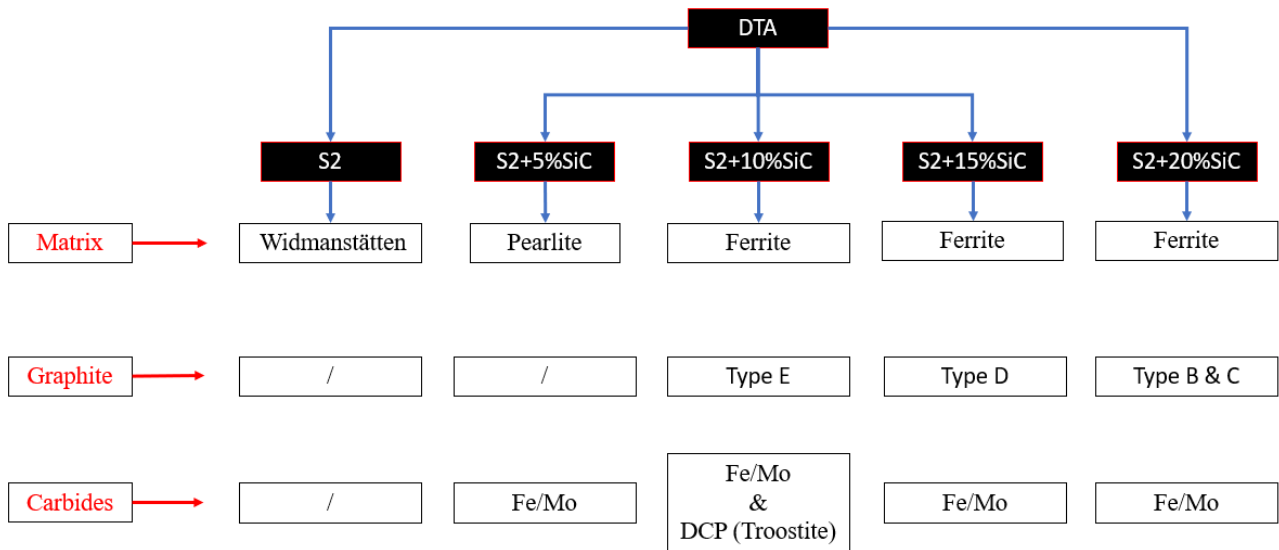 DTA
S2
S2+5%SiC
S2+10%SiC
S2+15%SiC
S2+20%SiC
Matrix
Widmanstätten
Pearlite
Ferrite
Ferrite
Ferrite
Graphite
/
/
Type E
Type D
Type B & C
Carbides
/
Fe/Mo
Fe/Mo
&
DCP (Troostite)
Fe/Mo
Fe/Mo